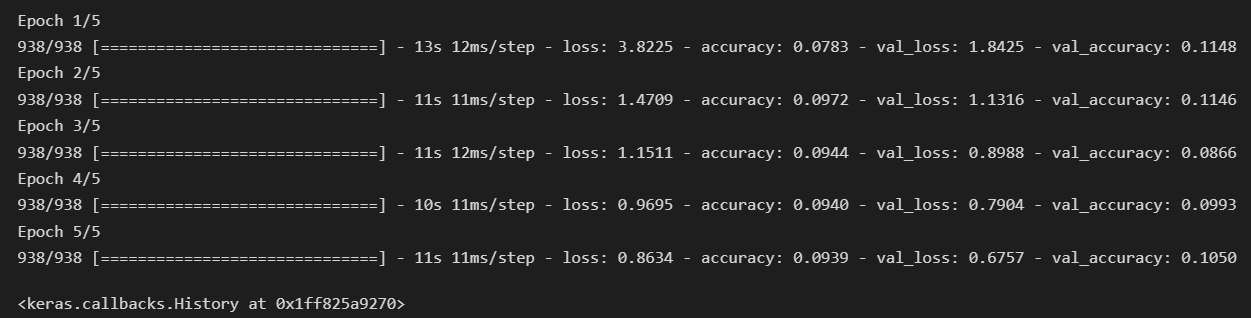 Epoch 1/5
938/938 [==============================] - 13s 12ms/step - loss: 3.8225 - accuracy: 0.0783 - val_loss: 1.8425 - val_accuracy: 0.1148
Epoch 2/5
938/938 [==============================] - 11s 11ms/step - loss: 1.4709 - accuracy: 0.0972 - val_loss: 1.1316 - val_accuracy: 0.1146
Epoch 3/5
938/938 [==============================] - 11s 12ms/step - loss: 1.1511 - accuracy: 0.0944 - val_loss: 0.8988 - val_accuracy: 0.0866
Epoch 4/5
938/938 [==============================] - 10s 11ms/step - loss: 0.9695 - accuracy: 0.0940 - val_loss: 0.7904 - val_accuracy: 0.0993
Epoch 5/5
938/938 [==============================] - 11s 11ms/step - loss: 0.8634 - accuracy: 0.0939 - val_loss: 0.6757 - val_accuracy: 0.1050
<keras.callbacks.History at 0x1ff825a9270>